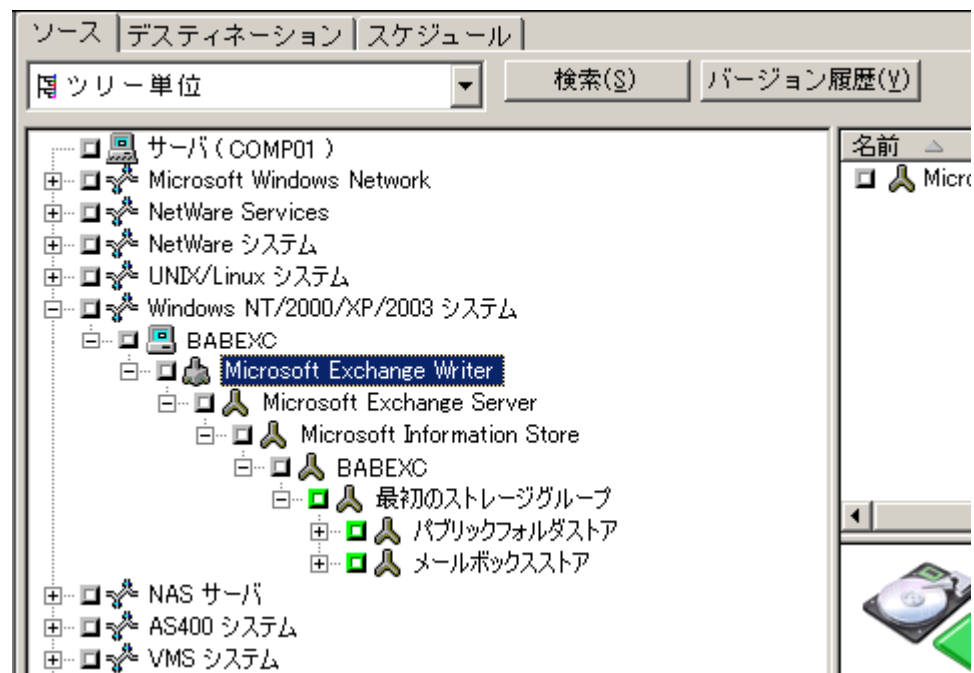 ソース デスティネーション スケジュール
ツリー単位 検索(S) バージョン履歴(V)
サーバ ( COMP01 )
Microsoft Windows Network
NetWare Services
NetWare システム
UNIX/Linux システム
Windows NT/2000/XP/2003 システム
BABEXC
Microsoft Exchange Writer
Microsoft Exchange Server
Microsoft Information Store
BABEXC
最初のストレージグループ
パブリックフォルダストア
メールボックスストア
NAS サーバ
AS400 システム
VMS システム
名前
Micro